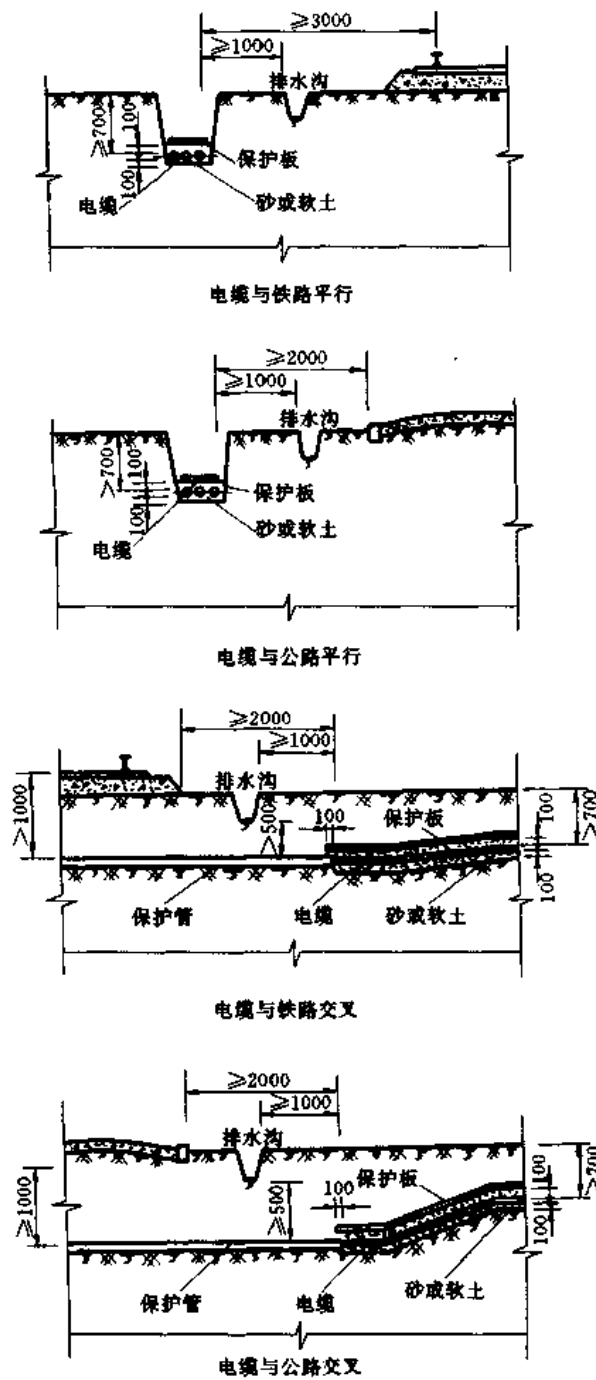 ≥3000
≥1000
排水沟
≥700
100
100
保护板
电缆
砂或软土
电缆与铁路平行
≥2000
≥1000
排水沟
>700
100
100
保护板
砂或软土
电缆
电缆与公路平行
≥2000
≥1000
排水沟
>1000
>500
100
保护板
>700
100
100
保护管
电缆
砂或软土
电缆与铁路交叉
≥2000
≥1000
排水沟
≥1000
≥500
100
保护板
≥700
100
100
砂或软土
保护管
电缆
电缆与公路交叉